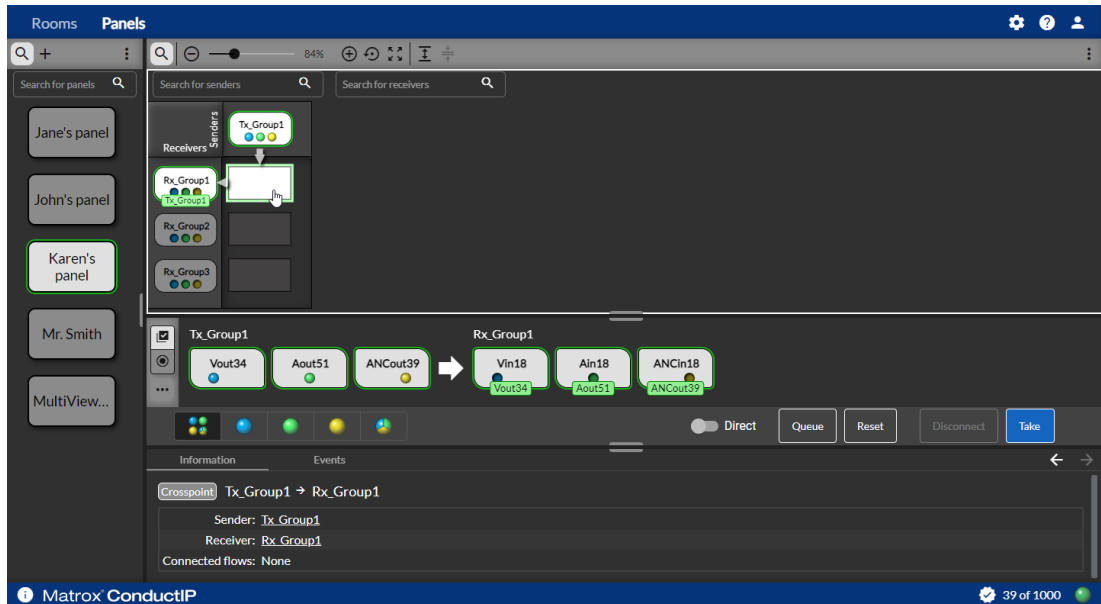 Rooms Panels
84%
Search for panels
Search for senders
Search for receivers
Jane's panel
John's panel
Karen's
panel
Mr. Smith
MultiView...
Senders
Receivers
Tx_Group1
Rx_Group1
Tx_Group1
Rx_Group2
Rx_Group3
Tx_Group1
Rx_Group1
Vout34
Aout51
ANCout39
Vin18
Ain18
ANCin18
Vout34
Aout51
ANCout39
Direct
Queue
Reset
Disconnect
Take
Information
Events
Crosspoint Tx_Group1 → Rx_Group1
Sender: Tx_Group1
Receiver: Rx_Group1
Connected flows: None
Matrox® ConductIP
39 of 1000